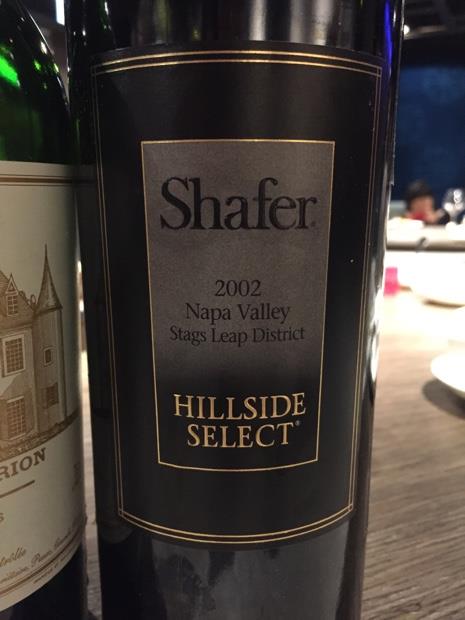 Shafer
2002
Napa Valley
Stags Leap District
HILLSIDE
SELECT®
RION